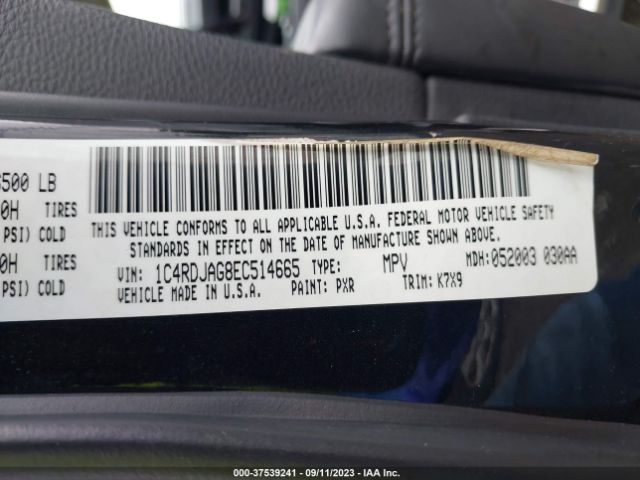 500 LB
0H TIRES
PSI) COLD
0H TIRES
PSI) COLD
THIS VEHICLE CONFORMS TO ALL APPLICABLE U.S.A. FEDERAL MOTOR VEHICLE SAFETY
STANDARDS IN EFFECT ON THE DATE OF MANUFACTURE SHOWN ABOVE.
VIN: 1C4RDJAG8EC514665 TYPE: MPV MDH: 052003 030AA
VEHICLE MADE IN U.S.A. PAINT: PXR TRIM: K7X9
000-37539241 - 09/11/2023 - IAA Inc.